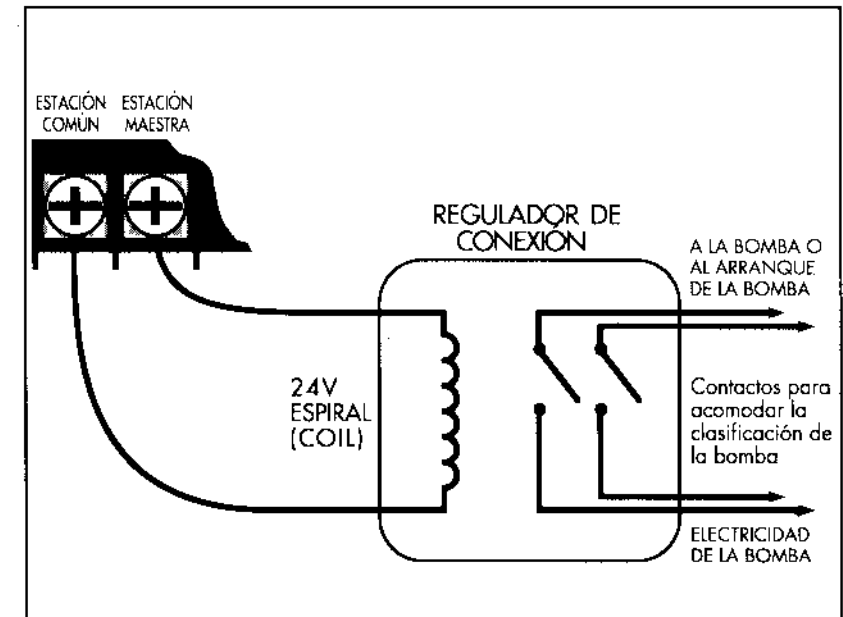 ESTACIÓN ESTACIÓN
COMÚN MAESTRA
REGULADOR DE
CONEXIÓN
A LA BOMBA O
AL ARRANQUE
DE LA BOMBA
24V
ESPIRAL
(COIL)
Contactos para
acomodar la
clasificación de
la bomba
ELECTRICIDAD
DE LA BOMBA